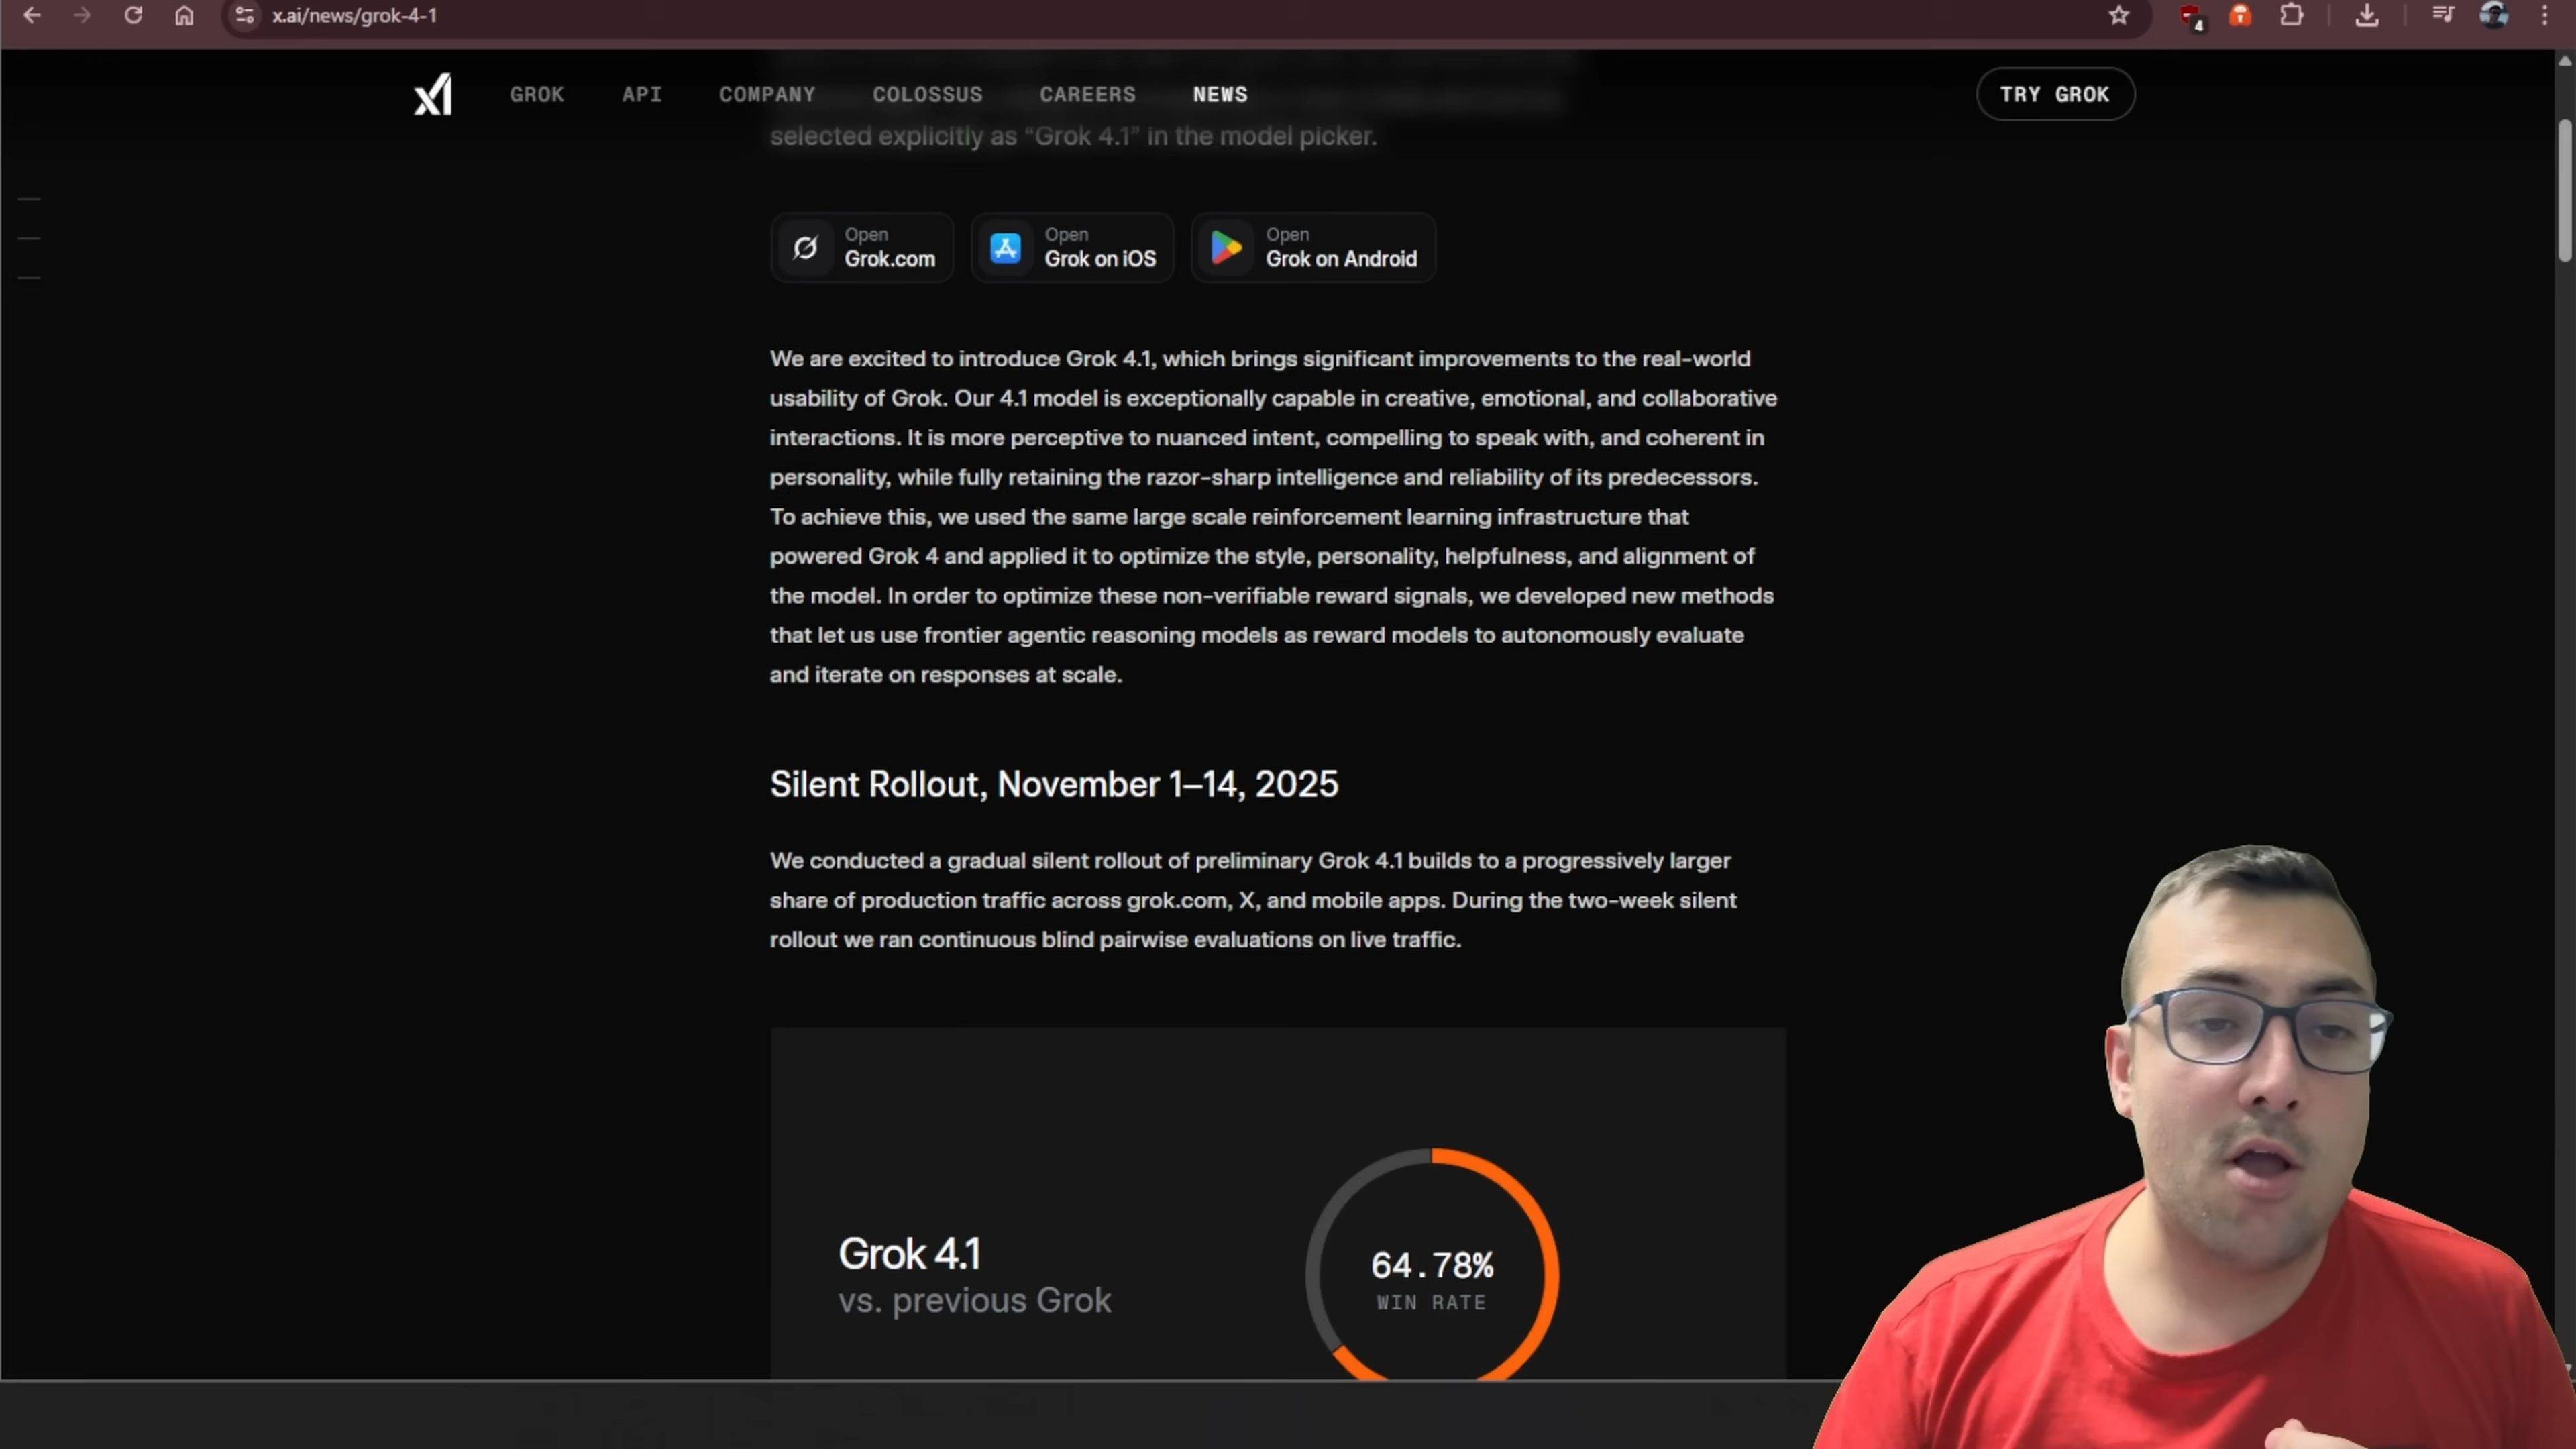 x.ai/news/grok-4-1
4
xI
GROK
API
COMPANY
COLOSSUS
CAREERS
NEWS
TRY GROK
selected explicitly as “Grok 4.1” in the model picker.
Open
Grok.com
Open
Grok on iOS
Open
Grok on Android
We are excited to introduce Grok 4.1, which brings significant improvements to the real-world
usability of Grok. Our 4.1 model is exceptionally capable in creative, emotional, and collaborative
interactions. It is more perceptive to nuanced intent, compelling to speak with, and coherent in
personality, while fully retaining the razor-sharp intelligence and reliability of its predecessors.
To achieve this, we used the same large scale reinforcement learning infrastructure that
powered Grok 4 and applied it to optimize the style, personality, helpfulness, and alignment of
the model. In order to optimize these non-verifiable reward signals, we developed new methods
that let us use frontier agentic reasoning models as reward models to autonomously evaluate
and iterate on responses at scale.
Silent Rollout, November 1–14, 2025
We conducted a gradual silent rollout of preliminary Grok 4.1 builds to a progressively larger
share of production traffic across grok.com, X, and mobile apps. During the two-week silent
rollout we ran continuous blind pairwise evaluations on live traffic.
Grok 4.1
vs. previous Grok
64.78%
WIN RATE